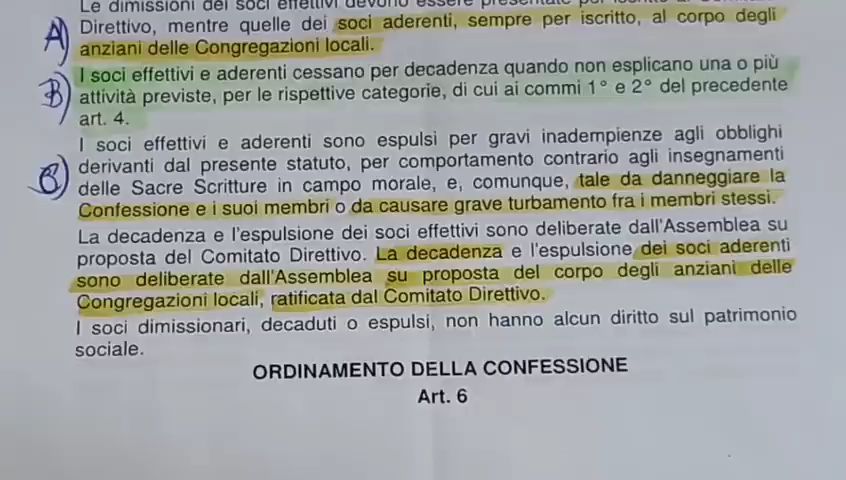 Le dimissioni dei soci effettivi devono essere presentate per iscritto al Comitato
Direttivo, mentre quelle dei soci aderenti, sempre per iscritto, al corpo degli
A) anziani delle Congregazioni locali.
I soci effettivi e aderenti cessano per decadenza quando non esplicano una o più
B) attività previste, per le rispettive categorie, di cui ai commi 1° e 2° del precedente
art. 4.
I soci effettivi e aderenti sono espulsi per gravi inadempienze agli obblighi
derivanti dal presente statuto, per comportamento contrario agli insegnamenti
delle Sacre Scritture in campo morale, e, comunque, tale da danneggiare la
Confessione e i suoi membri o da causare grave turbamento fra i membri stessi.
La decadenza e l'espulsione dei soci effettivi sono deliberate dall'Assemblea su
proposta del Comitato Direttivo. La decadenza e l'espulsione dei soci aderenti
sono deliberate dall'Assemblea su proposta del corpo degli anziani delle
Congregazioni locali, ratificata dal Comitato Direttivo.
I soci dimissionari, decaduti o espulsi, non hanno alcun diritto sul patrimonio
sociale.
ORDINAMENTO DELLA CONFESSIONE
Art. 6